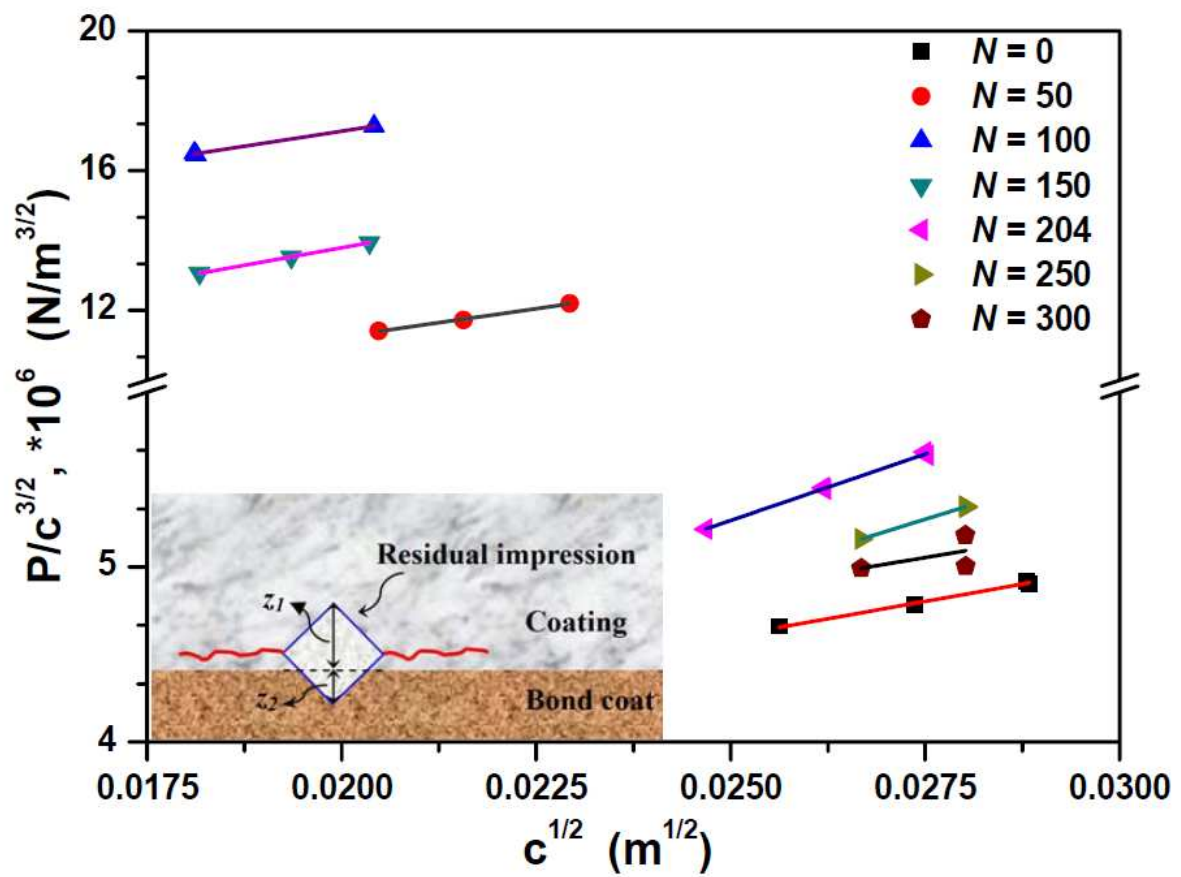 20
16
12
5
4
P/c^{3/2} , *10^6 (N/m^{3/2})
N = 0
N = 50
N = 100
N = 150
N = 204
N = 250
N = 300
Residual impression
z_1
Coating
z_2
Bond coat
0.0175 0.0200 0.0225 0.0250 0.0275 0.0300
c^{1/2} (m^{1/2})